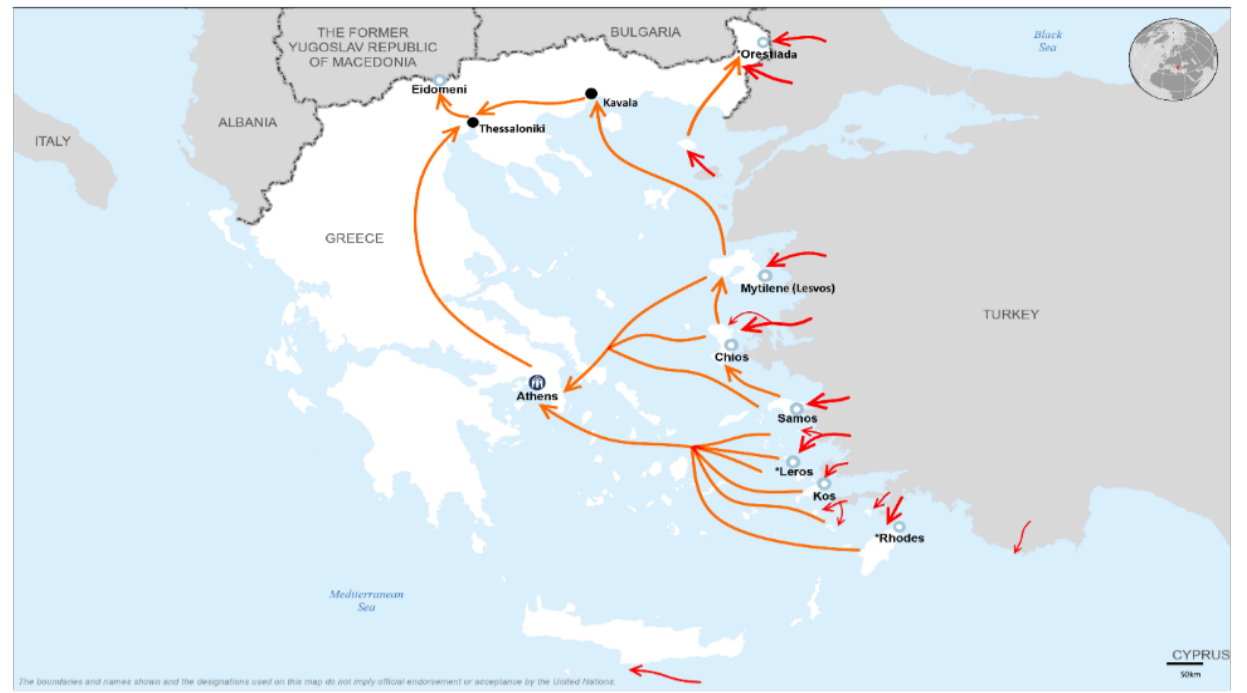 THE FORMER
YUGOSLAV REPUBLIC
OF MACEDONIA
BULGARIA
Black
Sea
*Orestiada
Eidomeni
Kavala
ALBANIA
Thessaloniki
ITALY
GREECE
Mytilene (Lesvos)
TURKEY
Chios
Athens
Samos
*Leros
Kos
*Rhodes
Mediterranean
Sea
CYPRUS
50km
The boundaries and names shown and the designations used on this map do not imply official endorsement or acceptance by the United Nations.